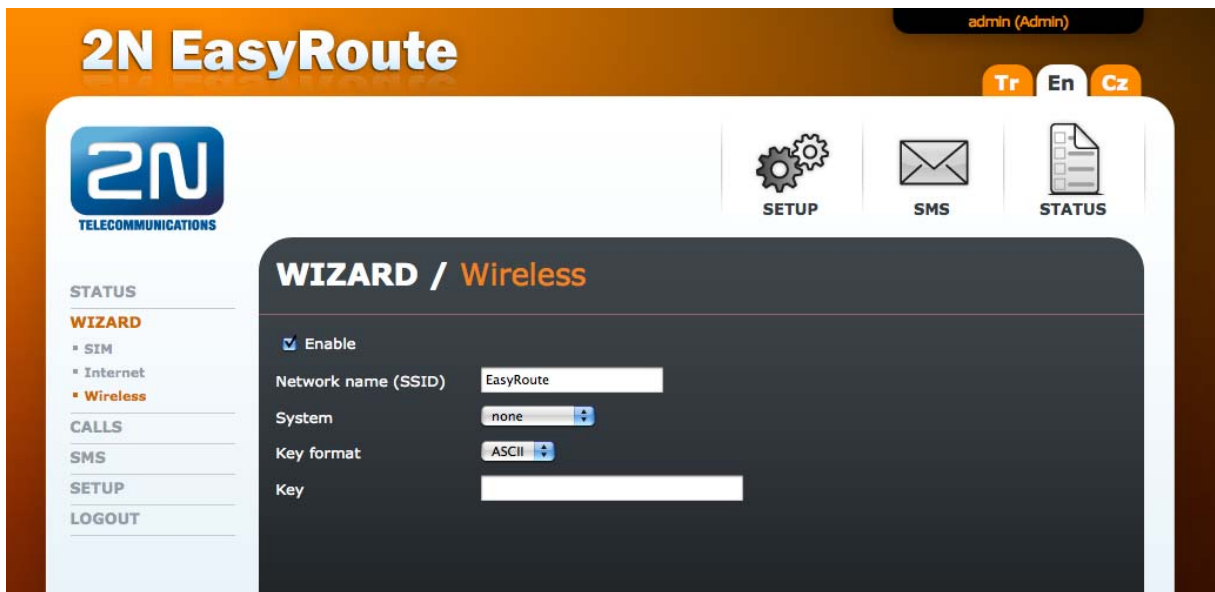 admin (Admin)
2N EasyRoute
Tr En Cz
2N
TELECOMMUNICATIONS
SETUP SMS STATUS
WIZARD / Wireless
STATUS
WIZARD
SIM
Internet
Wireless
CALLS
SMS
SETUP
LOGOUT
Enable
Network name (SSID) EasyRoute
System none
Key format ASCII
Key